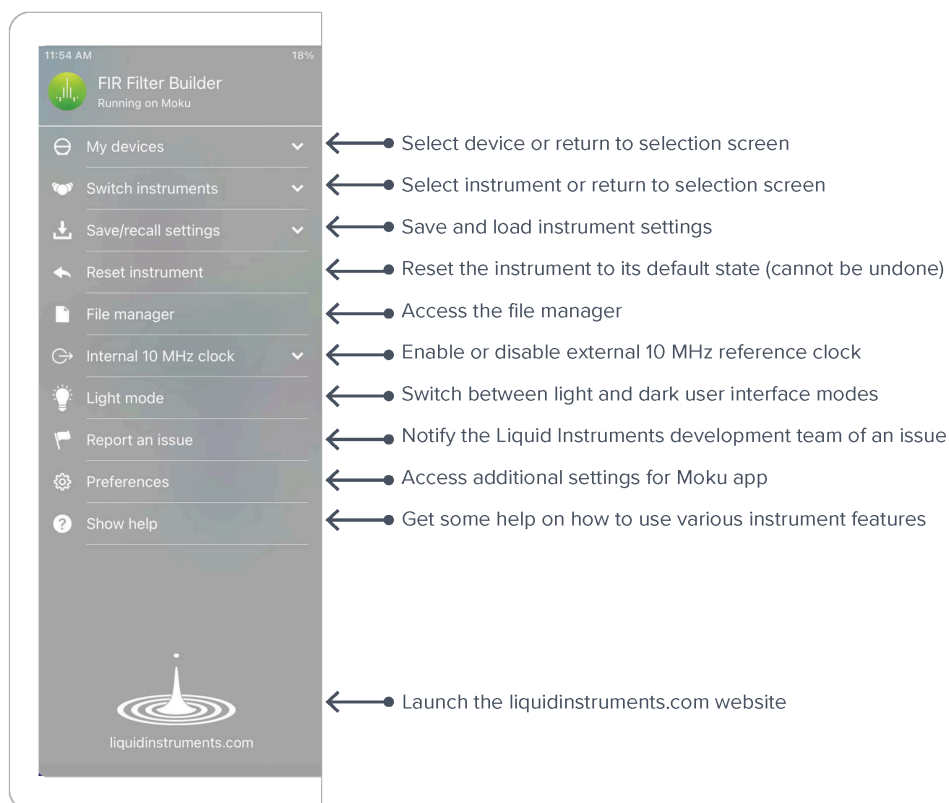 11:54 AM 18%
FIR Filter Builder
Running on Moku
My devices Select device or return to selection screen
Switch instruments Select instrument or return to selection screen
Save/recall settings Save and load instrument settings
Reset instrument Reset the instrument to its default state (cannot be undone)
File manager Access the file manager
Internal 10 MHz clock Enable or disable external 10 MHz reference clock
Light mode Switch between light and dark user interface modes
Report an issue Notify the Liquid Instruments development team of an issue
Preferences Access additional settings for Moku app
? Show help Get some help on how to use various instrument features
Launch the liquidinstruments.com website
liquidinstruments.com